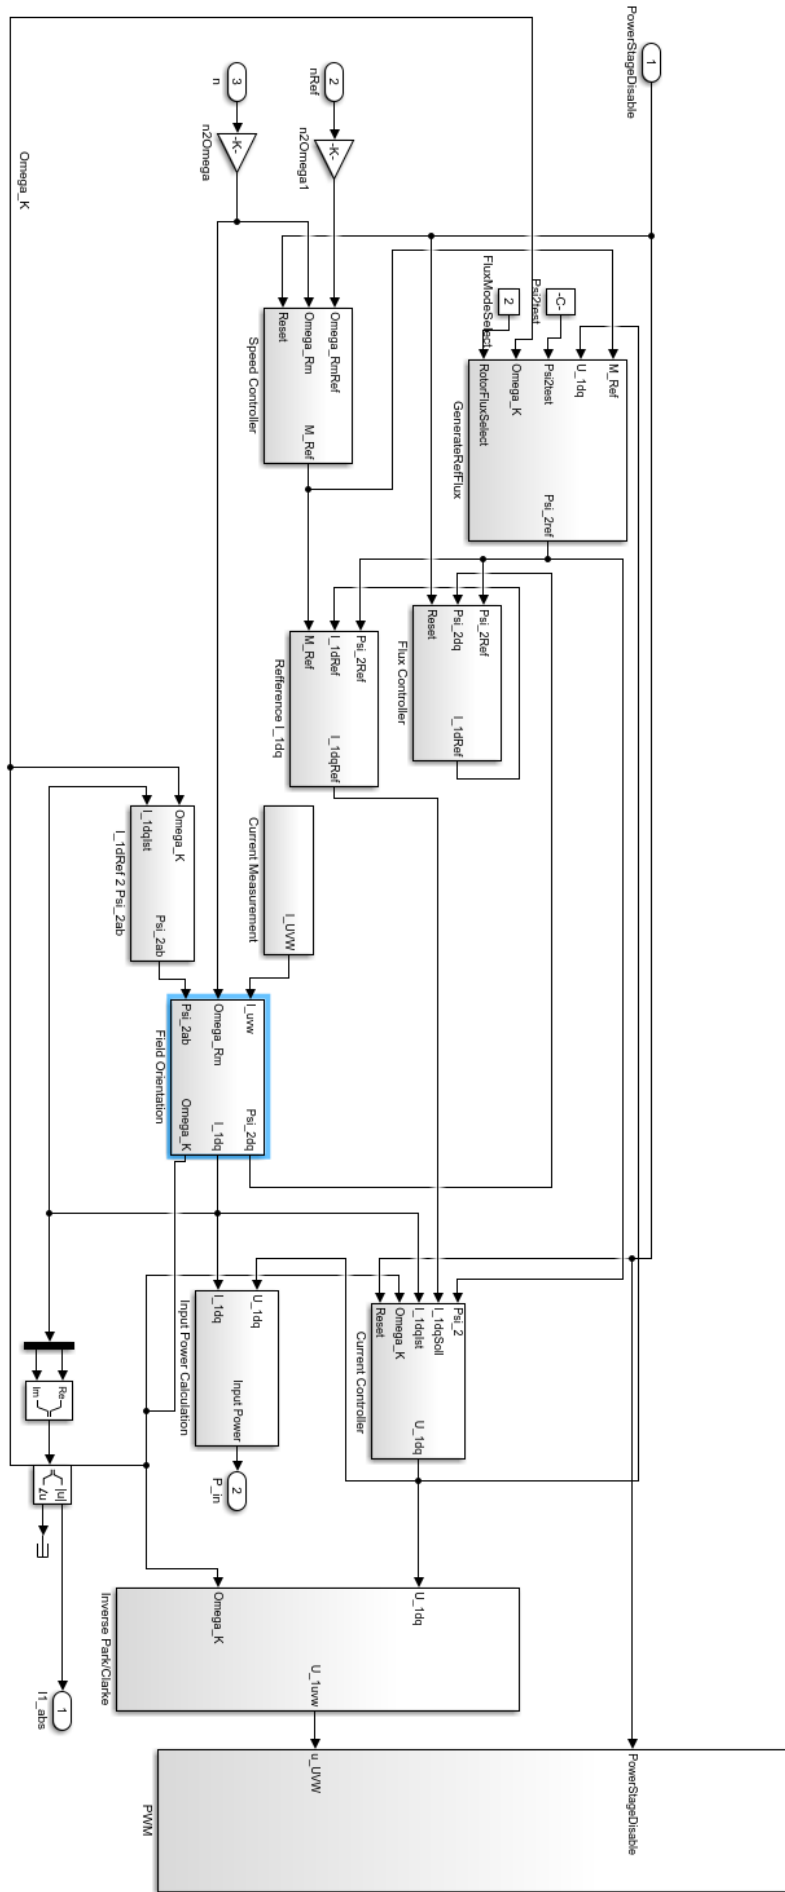 1
PowerStageDisable
2
nRef
-K-
n2Omega1
3
n
-K-
n2Omega
Omega_K
-C-
Psi2test
2
FluxModeSelect
M_Ref
U_1dq
Psi2test
Omega_K
RotorFluxSelect
Psi_2ref
GenerateRefFlux
Omega_RmRef
Omega_Rm
Reset
M_Ref
Speed Controller
Psi_2Ref
Psi_2dq
Reset
I_1dRef
Flux Controller
Psi_2Ref
I_1dRef
M_Ref
I_1dqRef
Refference I_1dq
I_UVW
Current Measurement
Omega_K
I_1dqIst
Psi_2ab
I_1dRef 2 Psi_2ab
I_uvw
Omega_Rm
Psi_2ab
Psi_2dq
I_1dq
Omega_K
Field Orientation
Psi_2
I_1dqSoll
I_1dqIst
Omega_K
Reset
U_1dq
Current Controller
U_1dq
I_1dq
Input Power
Input Power Calculation
2
P_in
Re
Im
|u|
∠u
1
I1_abs
U_1dq
Omega_K
U_1uvw
Inverse Park/Clarke
PowerStageDisable
u_UVW
PWM